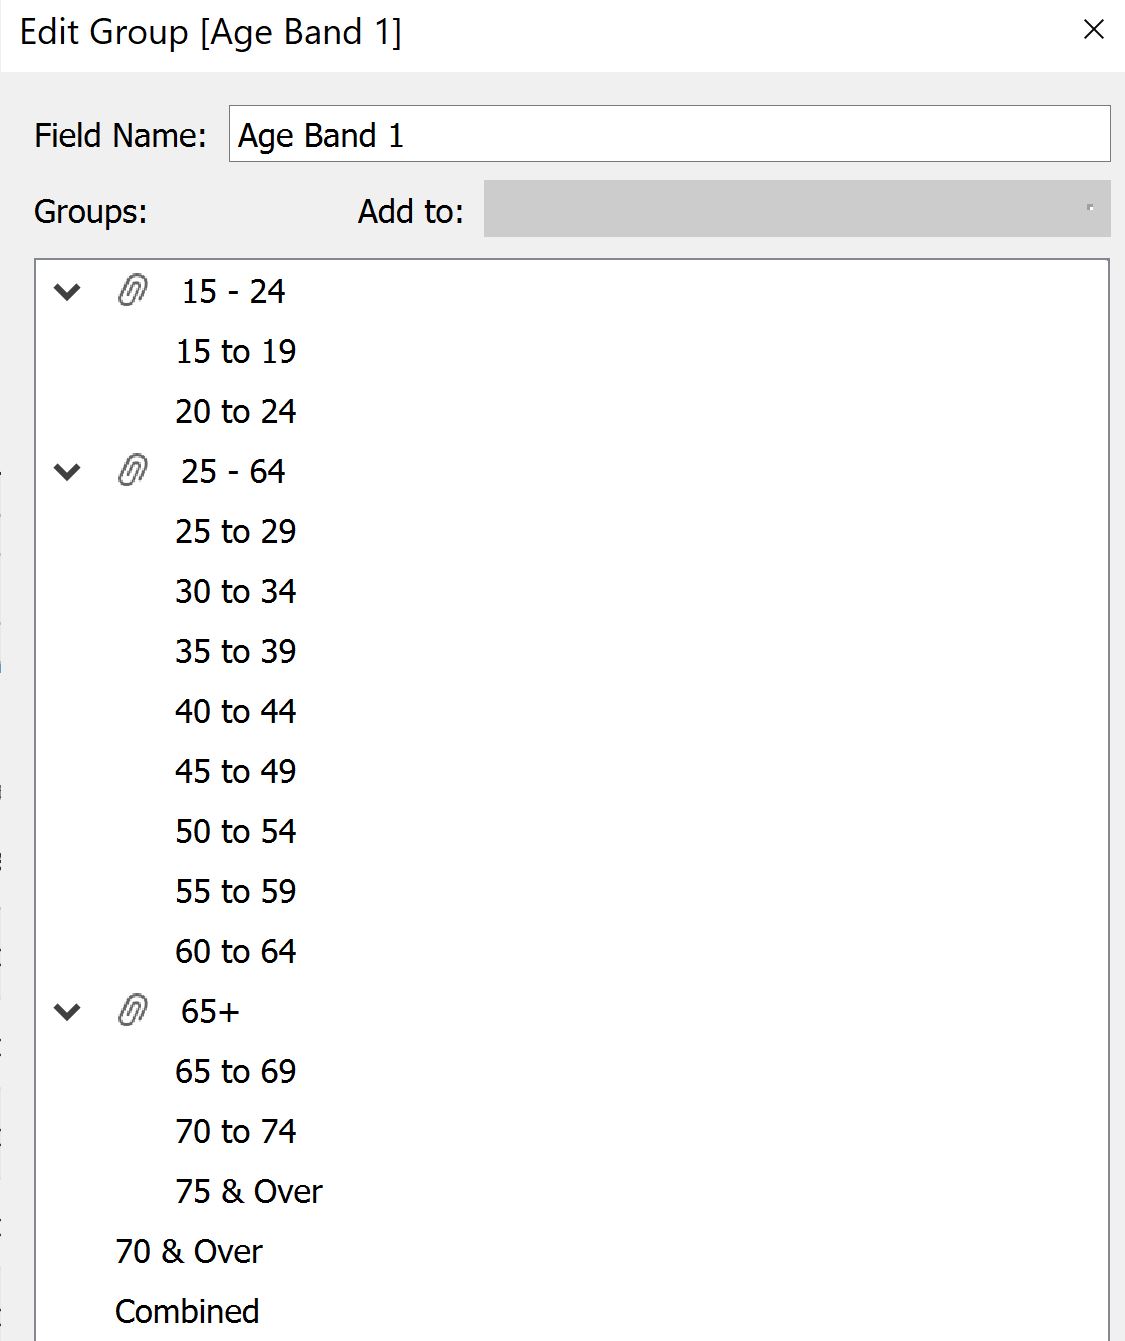 Edit Group [Age Band 1]
Field Name: Age Band 1
Groups: Add to:
15 - 24
15 to 19
20 to 24
25 - 64
25 to 29
30 to 34
35 to 39
40 to 44
45 to 49
50 to 54
55 to 59
60 to 64
65+
65 to 69
70 to 74
75 & Over
70 & Over
Combined